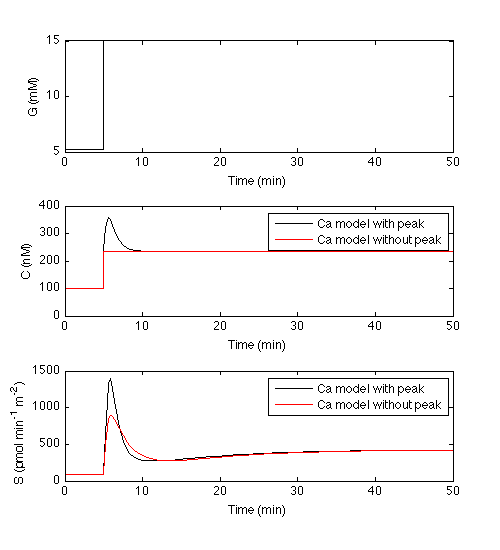 15
10
5
G (mM)
0 10 20 30 40 50
Time (min)
400
300
200
100
0
C (nM)
Ca model with peak
Ca model without peak
0 10 20 30 40 50
Time (min)
1500
1000
500
0
S (pmol min⁻¹ m⁻²)
Ca model with peak
Ca model without peak
0 10 20 30 40 50
Time (min)